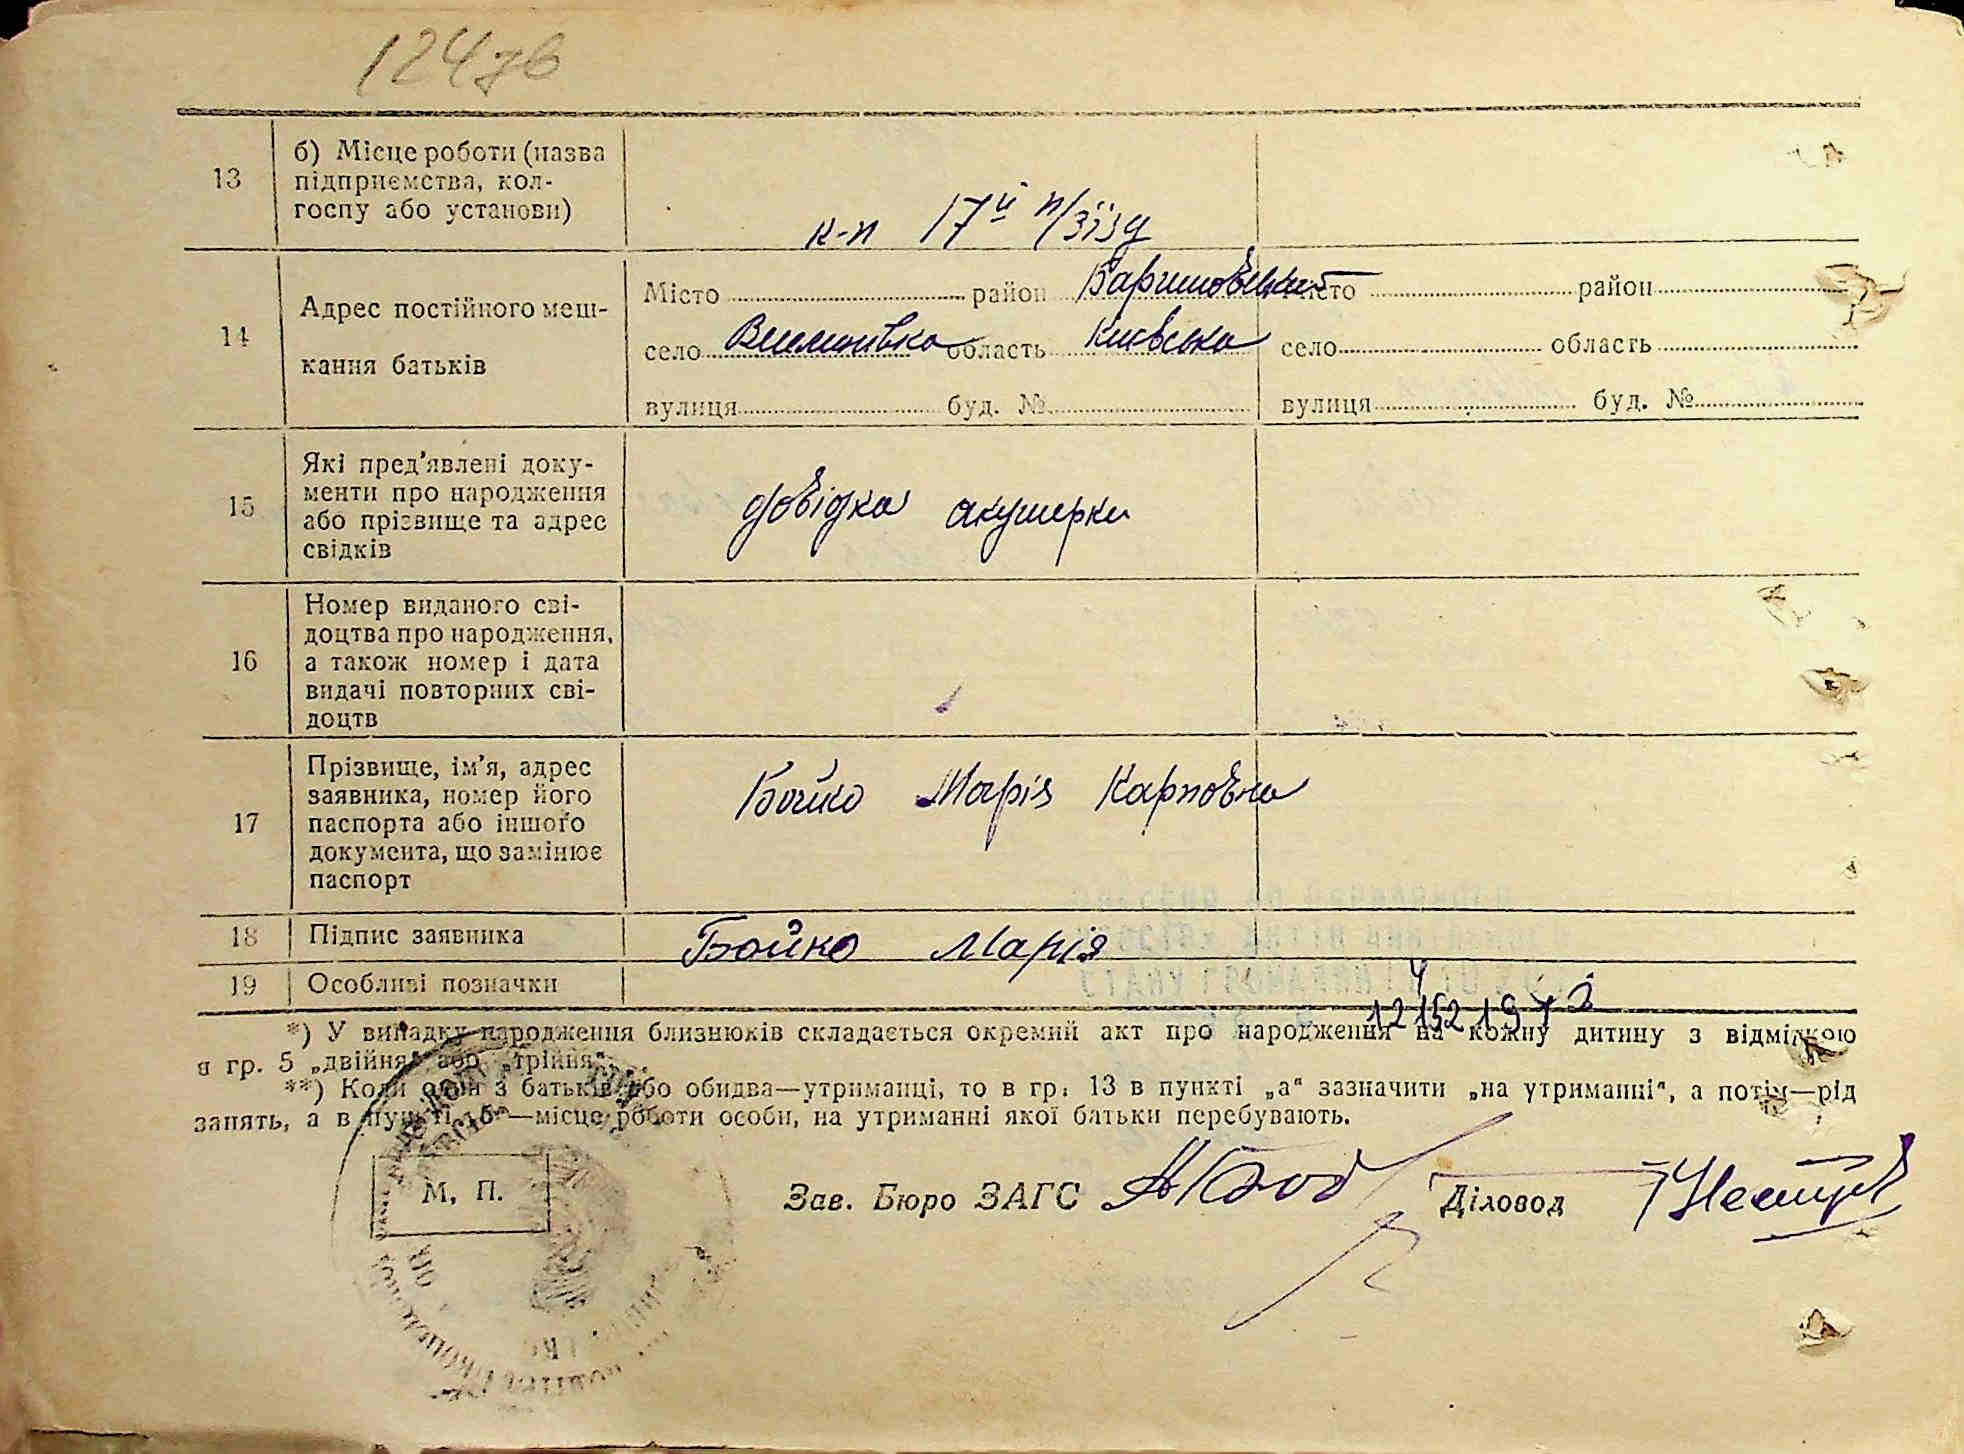 124 зв
13 б) Місце роботи (назва
підприємства, кол-
госпу або установи)
к-п 17й п/зїзд
14 Адрес постійного меш-
кання батьків
Місто район місто район
село область Київська село область
вулиця буд. № вулиця буд. №
15 Які пред'явлені доку-
менти про народження
або прізвище та адрес
свідків
довідка акушерки
16 Номер виданого сві-
доцтва про народження,
а також номер і дата
видачі повторних сві-
доцтв
17 Прізвище, ім'я, адрес
заявника, номер його
паспорта або іншого
документа, що замінює
паспорт
Бойко Марія Карповна
18 Підпис заявника Бойко Марія
19 Особливі позначки
*) У випадку народження близнюків складається окремий акт про народження на кожну дитину з відміткою
в гр. 5 „двійня" або „трійня".
**) Коли один з батьків або обидва—утриманці, то в гр. 13 в пункті „а" зазначити „на утриманні", а потім—рід
занять, а в пункті „б"—місце роботи особи, на утриманні якої батьки перебувають.
М. П.
Зав. Бюро ЗАГС Діловод